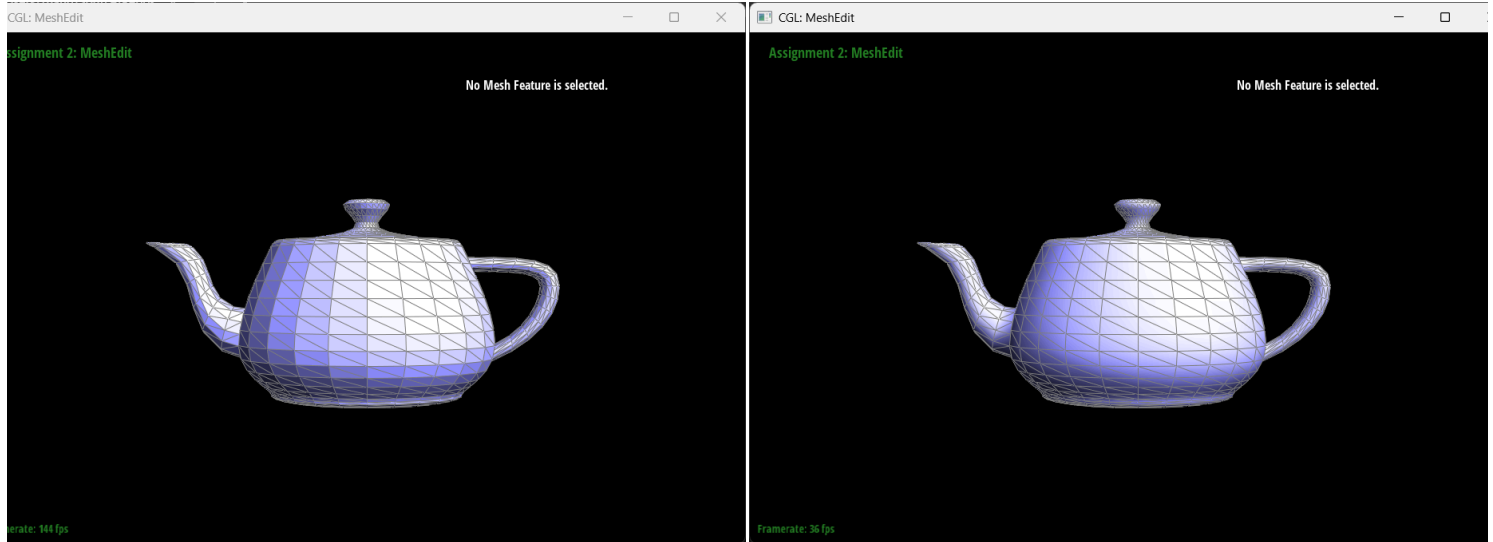 CGL: MeshEdit
ssignment 2: MeshEdit
No Mesh Feature is selected.
nerate: 144 fps
CGL: MeshEdit
Assignment 2: MeshEdit
No Mesh Feature is selected.
Framerate: 36 fps